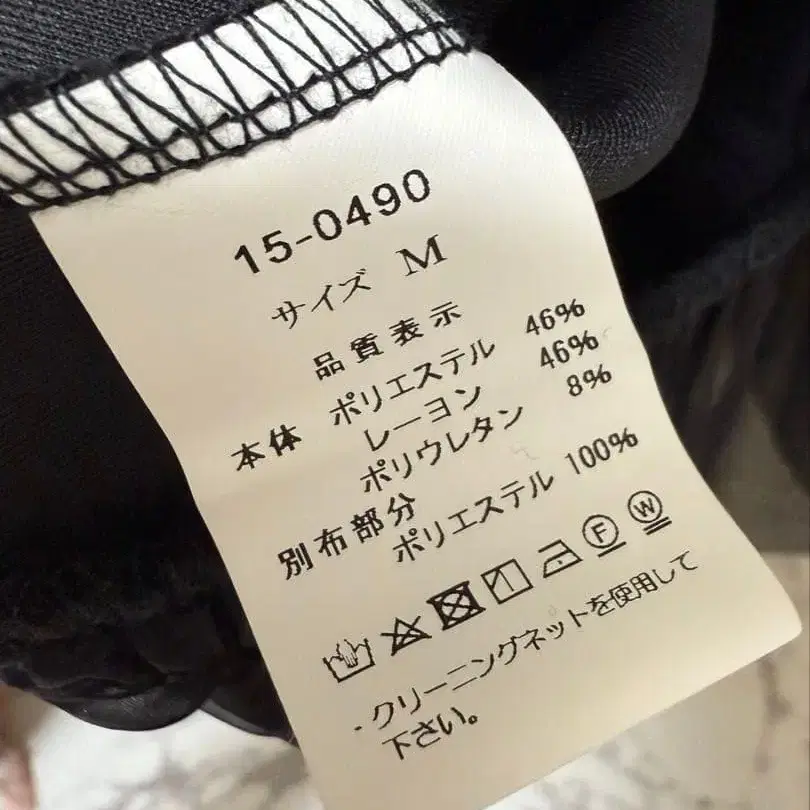 15-0490
サイズ M
品質表示
本体 ポリエステル 46%
レーヨン 46%
ポリウレタン 8%
別布部分
ポリエステル 100%
F W
・クリーニングネットを使用して
下さい。